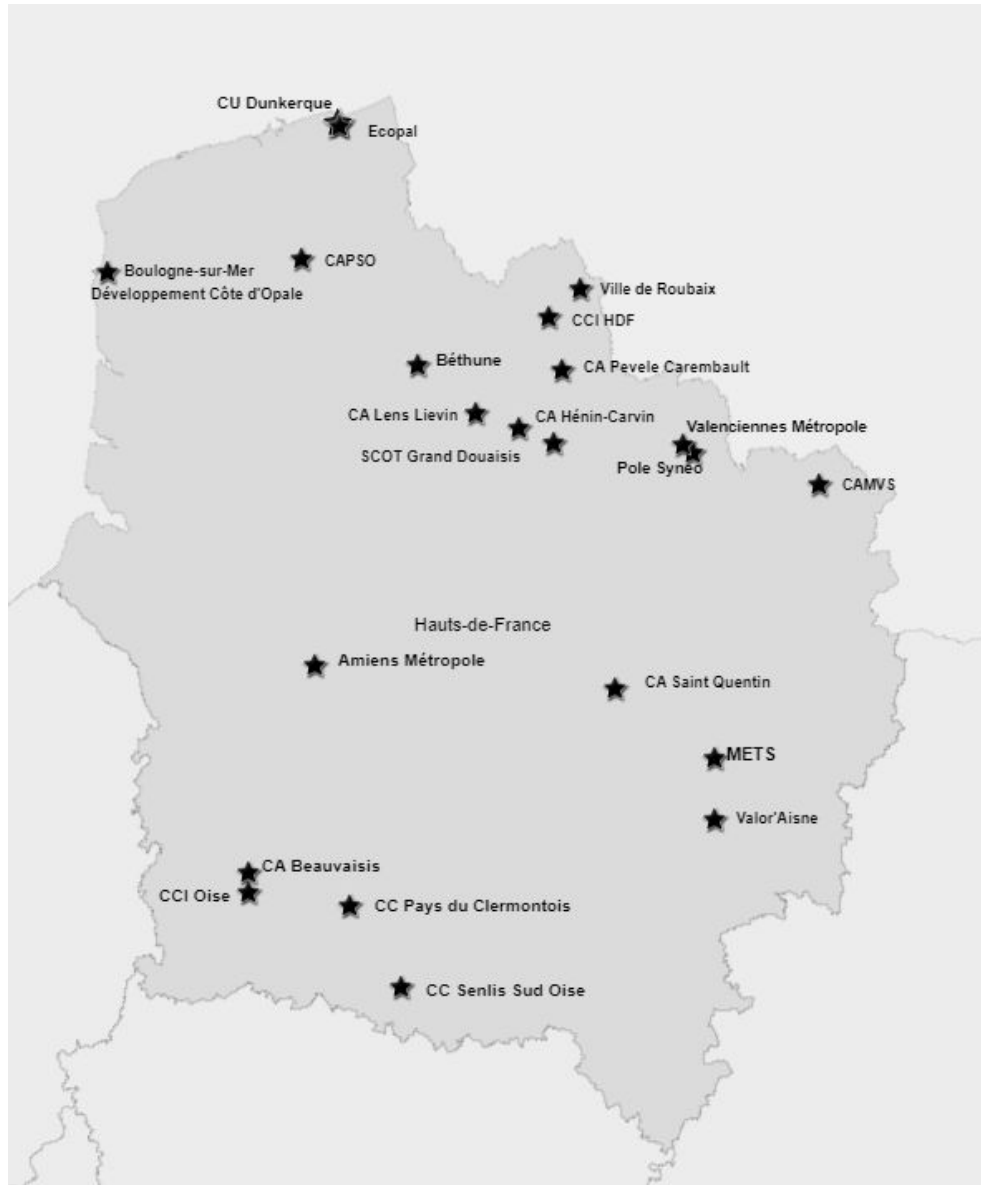 CU Dunkerque
Ecopal
CAPSO
Boulogne-sur-Mer
Développement Côte d'Opale
Ville de Roubaix
CCI HDF
Béthune
CA Pevele Carembault
CA Lens Lievin
CA Hénin-Carvin
Valenciennes Métropole
SCOT Grand Douaisis
Pole Synéo
CAMVS
Hauts-de-France
Amiens Métropole
CA Saint Quentin
METS
Valor'Aisne
CA Beauvaisis
CCI Oise
CC Pays du Clermontois
CC Senlis Sud Oise